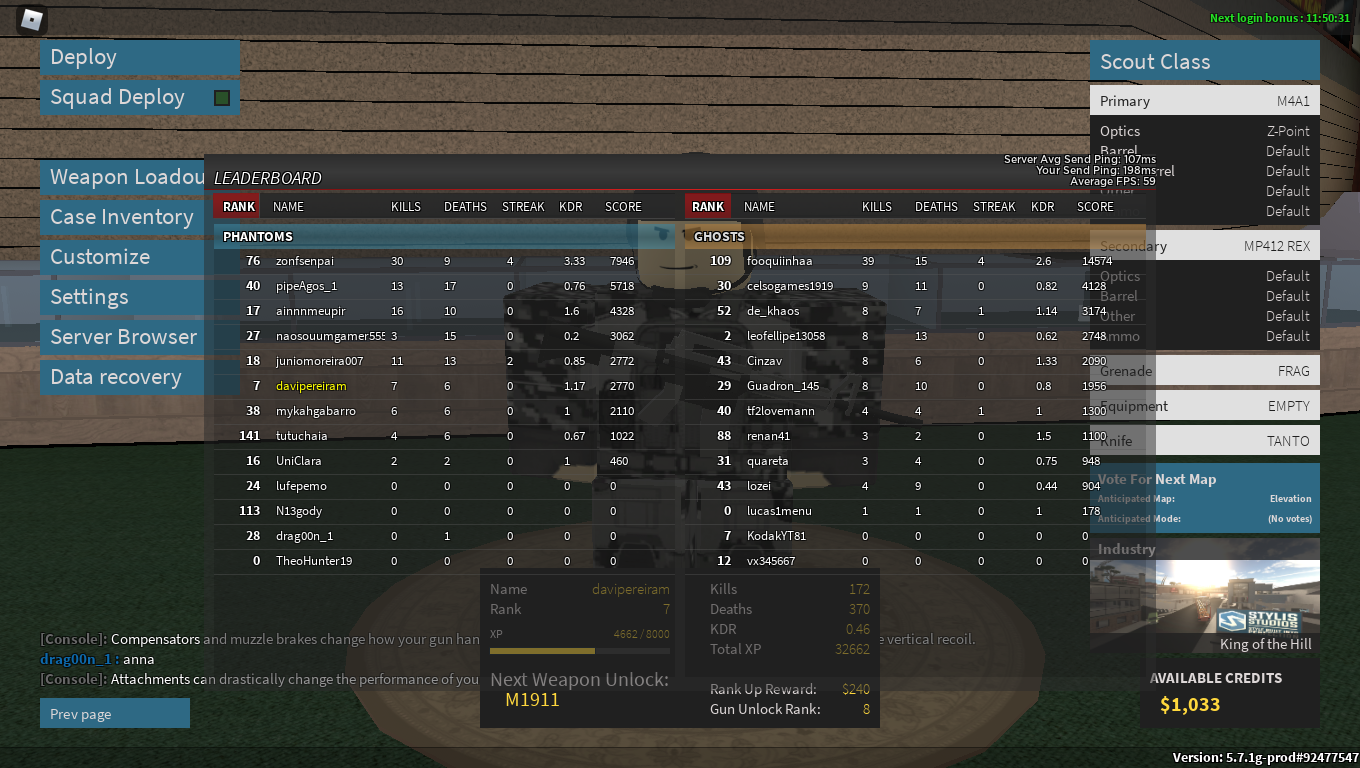 Next login bonus : 11:50:31
Deploy
Squad Deploy
Weapon Loadou
Case Inventory
Customize
Settings
Server Browser
Data recovery
LEADERBOARD
Server Avg Send Ping: 107ms
Your Send Ping: 198ms
Average FPS: 59
RANK NAME KILLS DEATHS STREAK KDR SCORE
PHANTOMS
76 zonfsenpai 30 9 4 3.33 7946
40 pipeAgos_1 13 17 0 0.76 5718
17 ainnnmeupir 16 10 0 1.6 4328
27 naosouumgamer555 3 15 0 0.2 3062
18 juniomoreira007 11 13 2 0.85 2772
7 davipereiram 7 6 0 1.17 2770
38 mykahgabarro 6 6 0 1 2110
141 tutuchaia 4 6 0 0.67 1022
16 UniClara 2 2 0 1 460
24 lufepemo 0 0 0 0 0
113 N13gody 0 0 0 0 0
28 drag00n_1 0 1 0 0 0
0 TheoHunter19 0 0 0 0 0
RANK NAME KILLS DEATHS STREAK KDR SCORE
GHOSTS
109 fooquiinhaa 39 15 4 2.6 14574
30 celsogames1919 9 11 0 0.82 4128
52 de_khaos 8 7 1 1.14 3174
2 leofellipe13058 8 13 0 0.62 2748
43 Cinzav 8 6 0 1.33 2090
29 Guadron_145 8 10 0 0.8 1956
40 tf2lovemann 4 4 1 1 1300
88 renan41 3 2 0 1.5 1100
31 quareta 3 4 0 0.75 948
43 lozei 4 9 0 0.44 904
0 lucas1menu 1 1 0 1 178
7 KodakYT81 0 0 0 0 0
12 vx345667 0 0 0 0 0
Scout Class
Primary M4A1
Optics Z-Point
Barrel Default
rrel Default
Other Default
Default
Secondary MP412 REX
Optics Default
Barrel Default
Other Default
Ammo Default
Grenade FRAG
Equipment EMPTY
Knife TANTO
Vote For Next Map
Anticipated Map: Elevation
Anticipated Mode: (No votes)
Industry
STYLIS
STUDIOS
King of the Hill
AVAILABLE CREDITS
$1,033
Name davipereiram
Rank 7
XP 4662 / 8000
Next Weapon Unlock:
M1911
Kills 172
Deaths 370
KDR 0.46
Total XP 32662
Rank Up Reward: $240
Gun Unlock Rank: 8
[Console]: Compensators and muzzle brakes change how your gun han e vertical recoil.
drag00n_1 : anna
[Console]: Attachments can drastically change the performance of you
Prev page
Version: 5.7.1g-prod#92477547